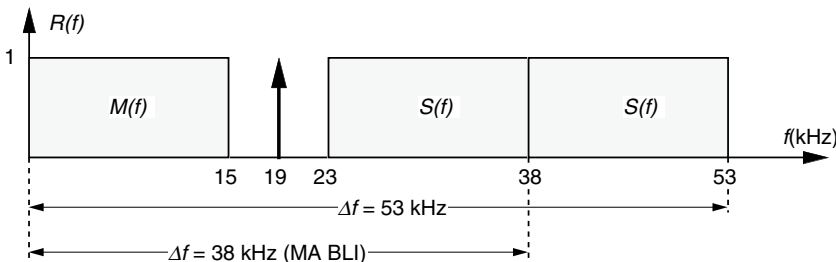 R(f)
1
M(f)
S(f)
S(f)
f(kHz)
15
19
23
38
53
Δf = 53 kHz
Δf = 38 kHz (MA BLI)